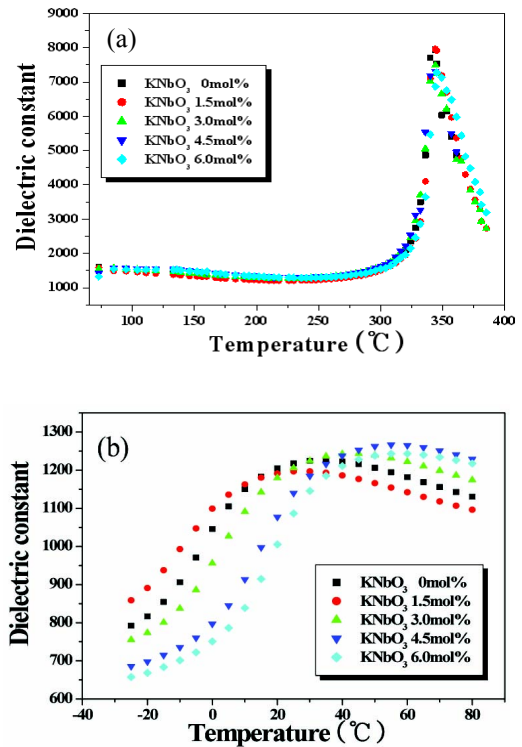 (a)
9000
8000
7000
6000
5000
4000
3000
2000
1000
Dielectric constant
KNbO₃ 0mol%
KNbO₃ 1.5mol%
KNbO₃ 3.0mol%
KNbO₃ 4.5mol%
KNbO₃ 6.0mol%
100 150 200 250 300 350 400
Temperature (℃)
(b)
1300
1200
1100
1000
900
800
700
600
Dielectric constant
KNbO₃ 0mol%
KNbO₃ 1.5mol%
KNbO₃ 3.0mol%
KNbO₃ 4.5mol%
KNbO₃ 6.0mol%
-40 -20 0 20 40 60 80
Temperature (℃)